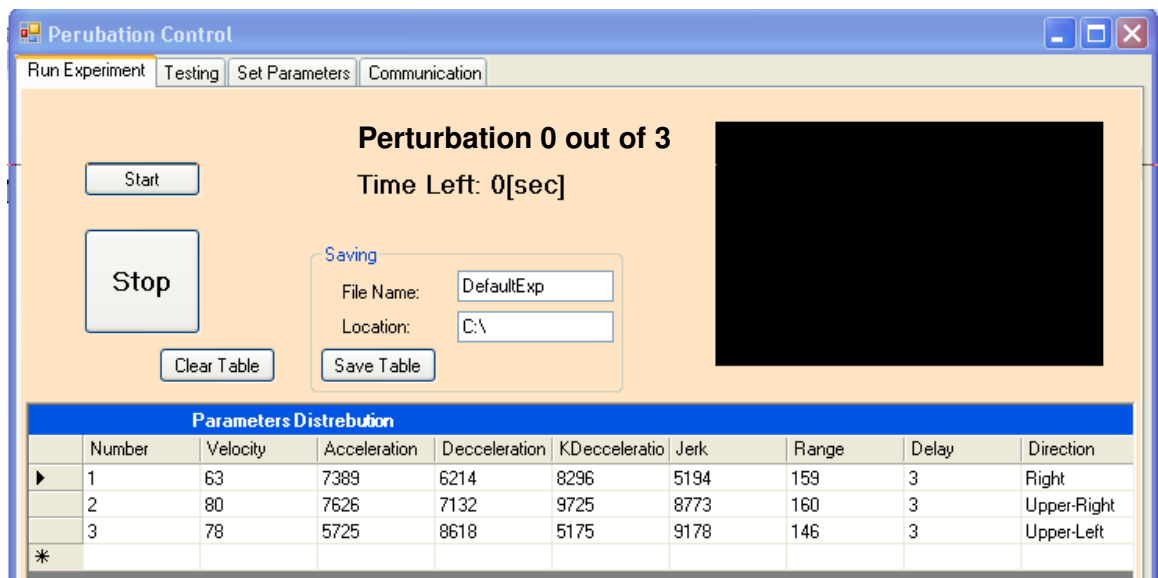 Perubation Control
Run Experiment Testing Set Parameters Communication
Perturbation 0 out of 3
Start
Time Left: 0[sec]
Stop
Saving
File Name: DefaultExp
Location: C:\
Clear Table Save Table
Parameters Distrebution
Number Velocity Acceleration Decceleration KDecceleratio Jerk Range Delay Direction
1 63 7389 6214 8296 5194 159 3 Right
2 80 7626 7132 9725 8773 160 3 Upper-Right
3 78 5725 8618 5175 9178 146 3 Upper-Left